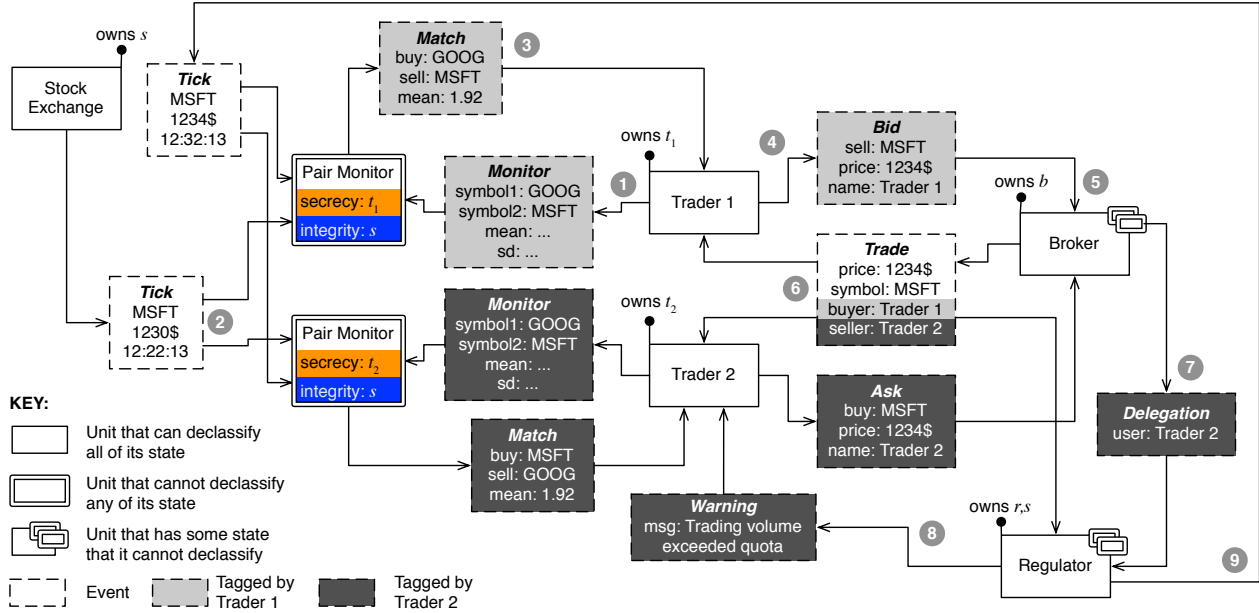 owns s
Stock
Exchange
Tick
MSFT
1234$
12:32:13
Match
buy: GOOG
sell: MSFT
mean: 1.92
3
Pair Monitor
secrecy: t1
integrity: s
Monitor
symbol1: GOOG
symbol2: MSFT
mean: ...
sd: ...
1
owns t1
Trader 1
4
Bid
sell: MSFT
price: 1234$
name: Trader 1
5
owns b
Broker
Tick
MSFT
1230$
12:22:13
2
Pair Monitor
secrecy: t2
integrity: s
Monitor
symbol1: GOOG
symbol2: MSFT
mean: ...
sd: ...
owns t2
Trader 2
6
Trade
price: 1234$
symbol: MSFT
buyer: Trader 1
seller: Trader 2
7
Ask
buy: MSFT
price: 1234$
name: Trader 2
Delegation
user: Trader 2
Match
buy: MSFT
sell: GOOG
mean: 1.92
Warning
msg: Trading volume
exceeded quota
8
owns r,s
Regulator
9
KEY:
Unit that can declassify
all of its state
Unit that cannot declassify
any of its state
Unit that has some state
that it cannot declassify
Event
Tagged by
Trader 1
Tagged by
Trader 2